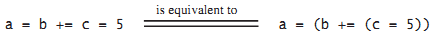 a = b += c = 5 is equivalent to a = (b += (c = 5))